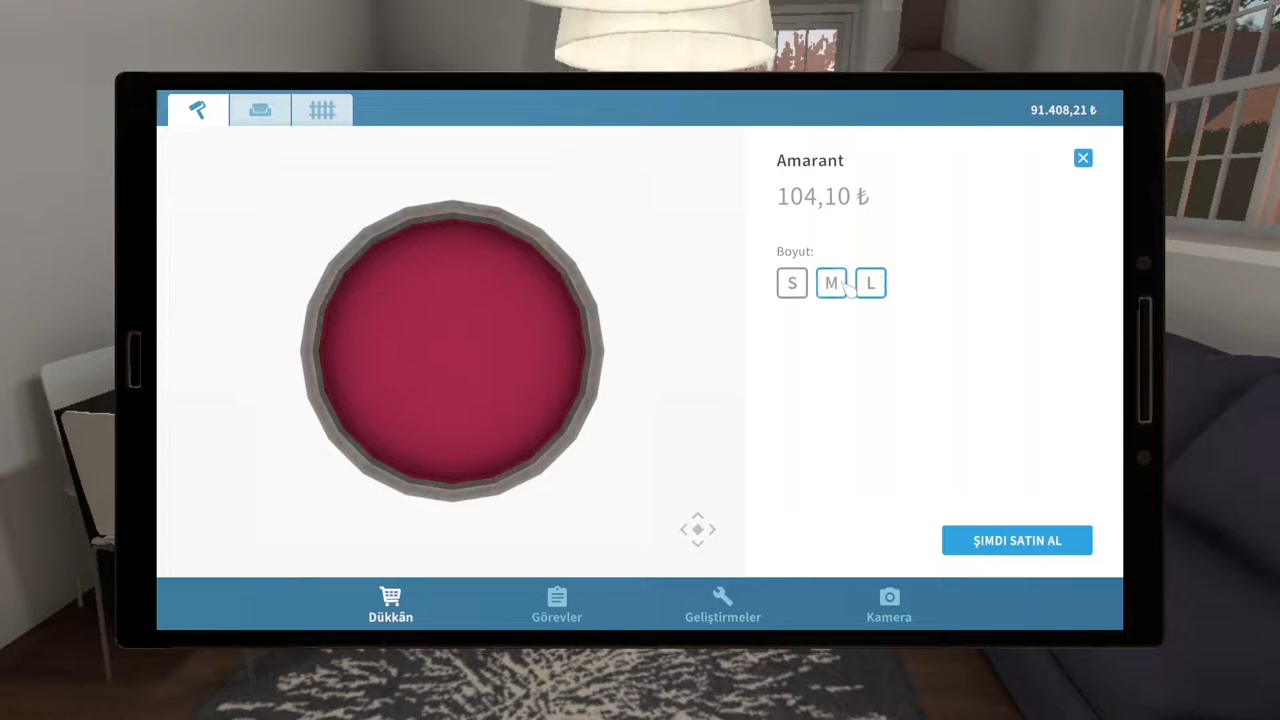 91.408,21 ₺
Amarant
104,10 ₺
Boyut:
S M L
ŞIMDI SATIN AL
Dükkân Görevler Geliştirmeler Kamera